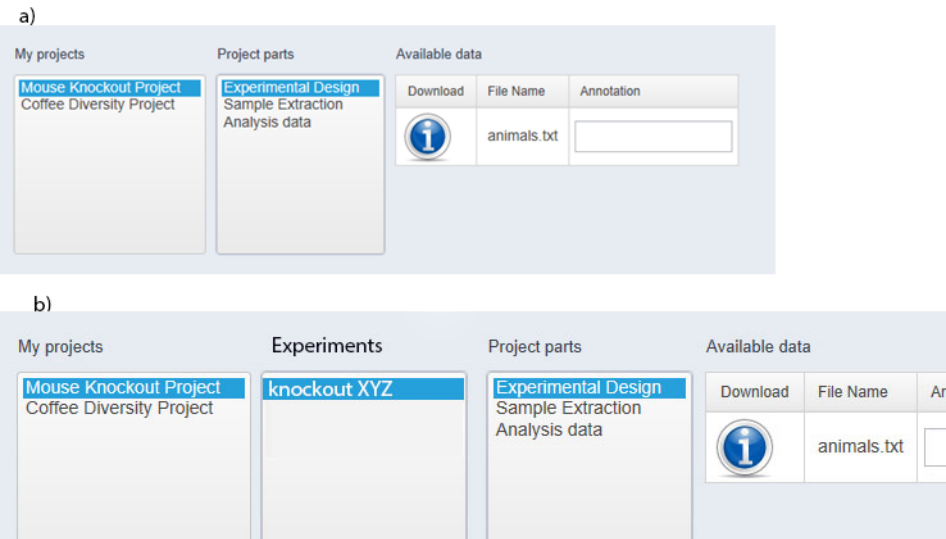 a)
My projects Project parts Available data
Mouse Knockout Project Experimental Design Download File Name Annotation
Coffee Diversity Project Sample Extraction
Analysis data
i animals.txt
b)
My projects Experiments Project parts Available data
Mouse Knockout Project knockout XYZ Experimental Design Download File Name An
Coffee Diversity Project Sample Extraction
Analysis data
i animals.txt